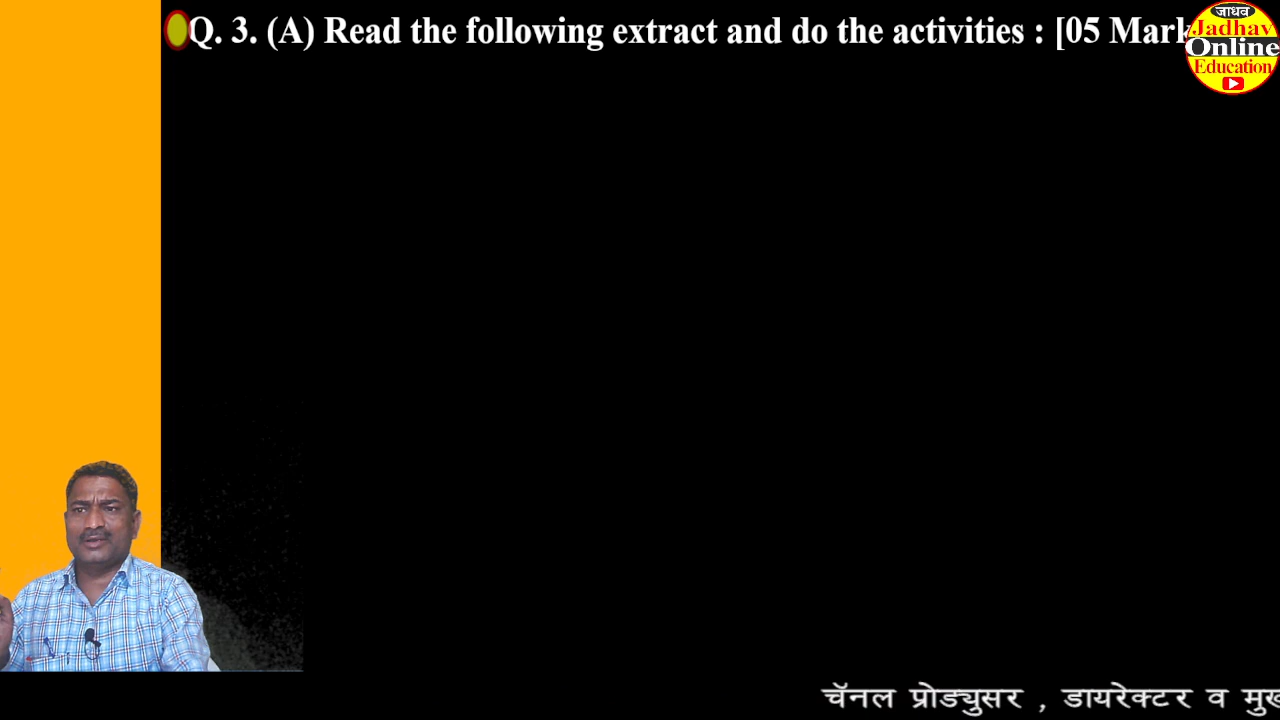 Q. 3. (A) Read the following extract and do the activities : [05 Mark
जाधव
Jadhav
Online
Education
चॅनल प्रोड्युसर , डायरेक्टर व